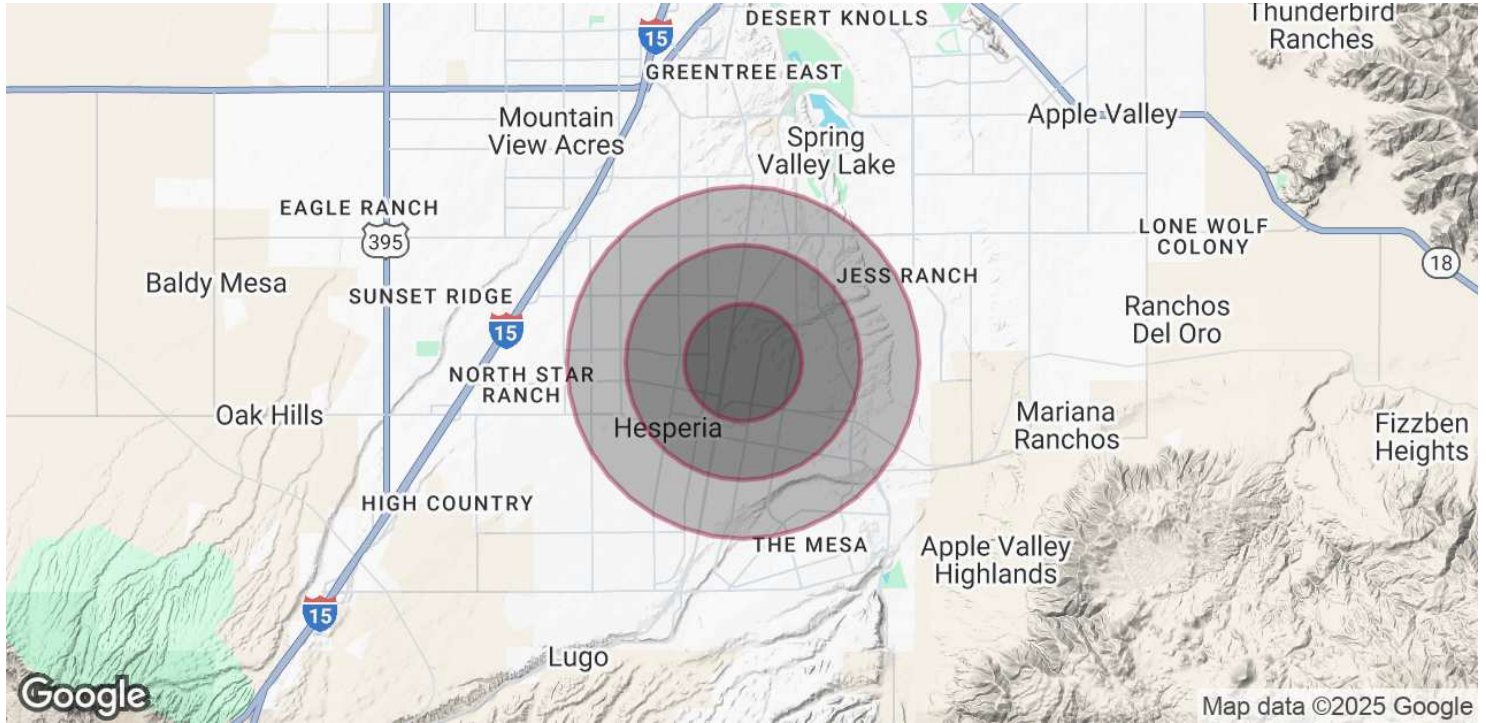 DESERT KNOLLS
Thunderbird
Ranches
15
GREENTREE EAST
Mountain
View Acres
Apple Valley
Spring
Valley Lake
EAGLE RANCH
395
LONE WOLF
COLONY
18
Baldy Mesa
JESS RANCH
SUNSET RIDGE
15
Ranchos
Del Oro
NORTH STAR
RANCH
Oak Hills
Hesperia
Mariana
Ranchos
Fizzben
Heights
HIGH COUNTRY
THE MESA
Apple Valley
Highlands
15
Lugo
Google
Map data ©2025 Google